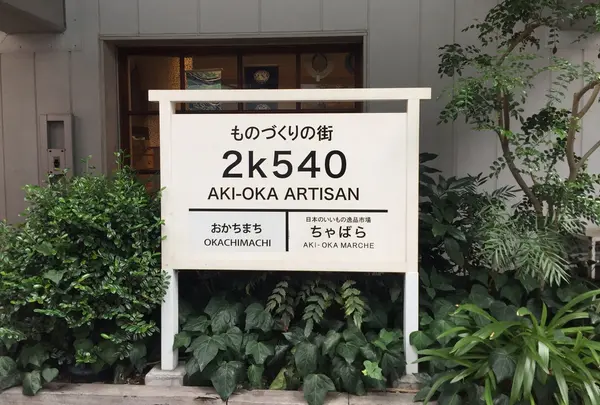 ものづくりの街
2k540
AKI-OKA ARTISAN
おかちまち
OKACHIMACHI
日本のいいもの逸品市場
ちゃばら
AKI-OKA MARCHE